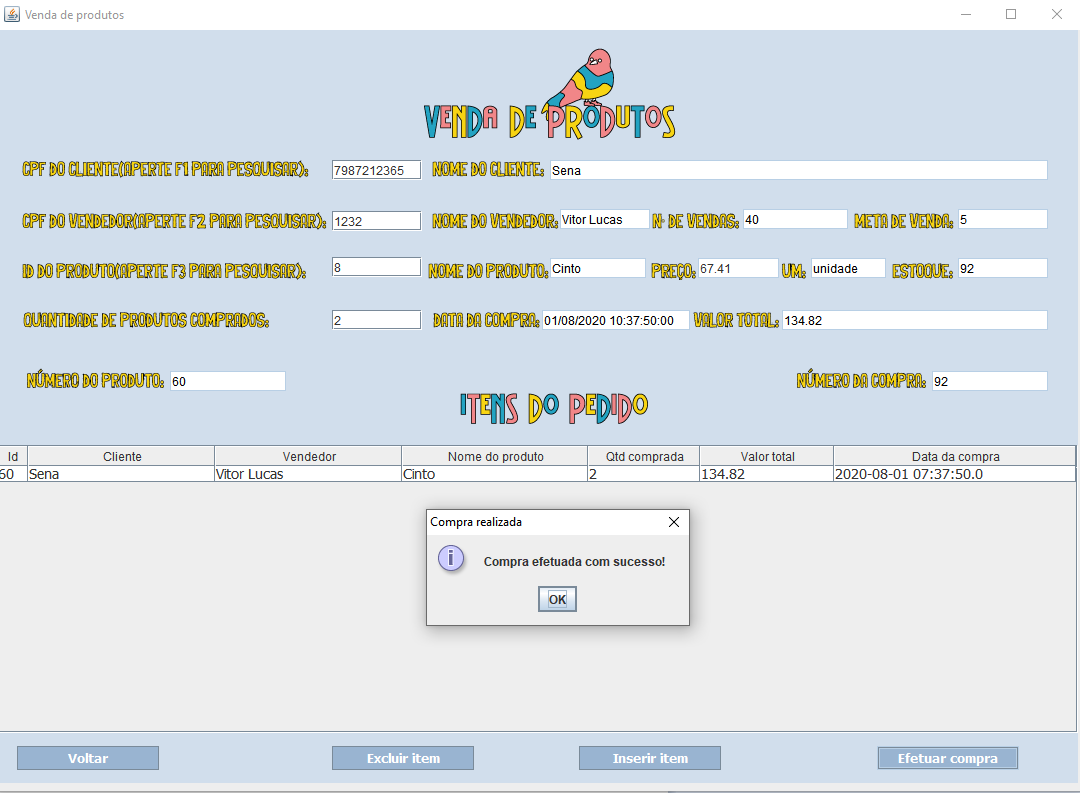 Venda de produtos
VENDA DE PRODUTOS
CPF DO CLIENTE(APERTE F1 PARA PESQUISAR): 7987212365 NOME DO CLIENTE: Sena
CPF DO VENDEDOR(APERTE F2 PARA PESQUISAR): 1232 NOME DO VENDEDOR: Vitor Lucas Nº DE VENDAS: 40 META DE VENDA: 5
ID DO PRODUTO(APERTE F3 PARA PESQUISAR): 8 NOME DO PRODUTO: Cinto PREÇO: 67.41 UM: unidade ESTOQUE: 92
QUANTIDADE DE PRODUTOS COMPRADOS: 2 DATA DA COMPRA: 01/08/2020 10:37:50:00 VALOR TOTAL: 134.82
NÚMERO DO PRODUTO: 60 NÚMERO DA COMPRA: 92
ITENS DO PEDIDO
Id Cliente Vendedor Nome do produto Qtd comprada Valor total Data da compra
60 Sena Vitor Lucas Cinto 2 134.82 2020-08-01 07:37:50.0
Compra realizada
Compra efetuada com sucesso!
OK
Voltar Excluir item Inserir item Efetuar compra